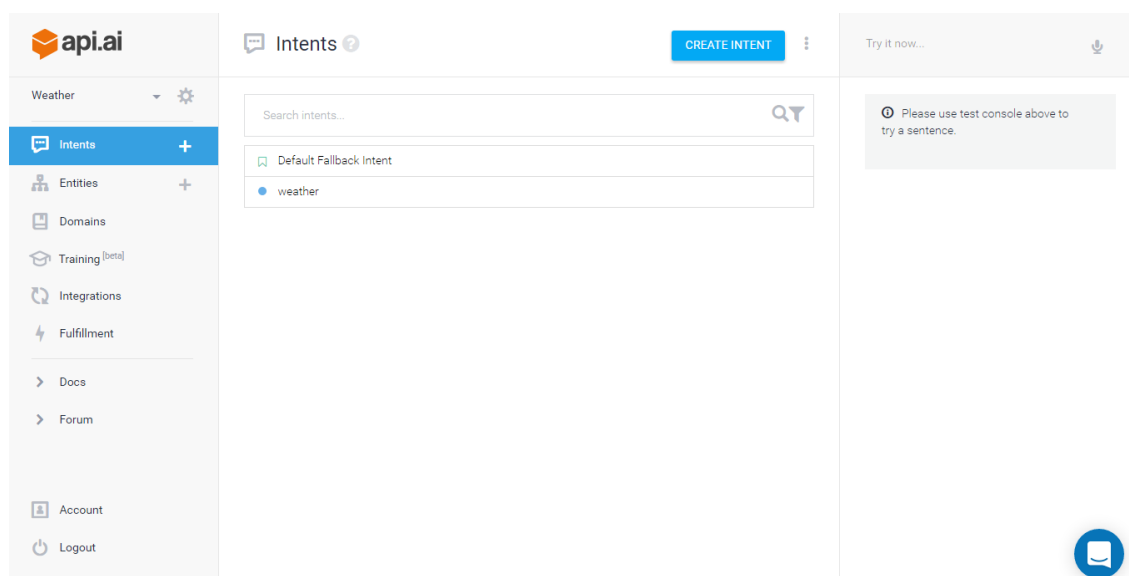 api.ai
Intents
CREATE INTENT
Try it now...
Weather
Search intents...
Please use test console above to
try a sentence.
Intents
Default Fallback Intent
Entities
weather
Domains
Training [beta]
Integrations
Fulfillment
Docs
Forum
Account
Logout